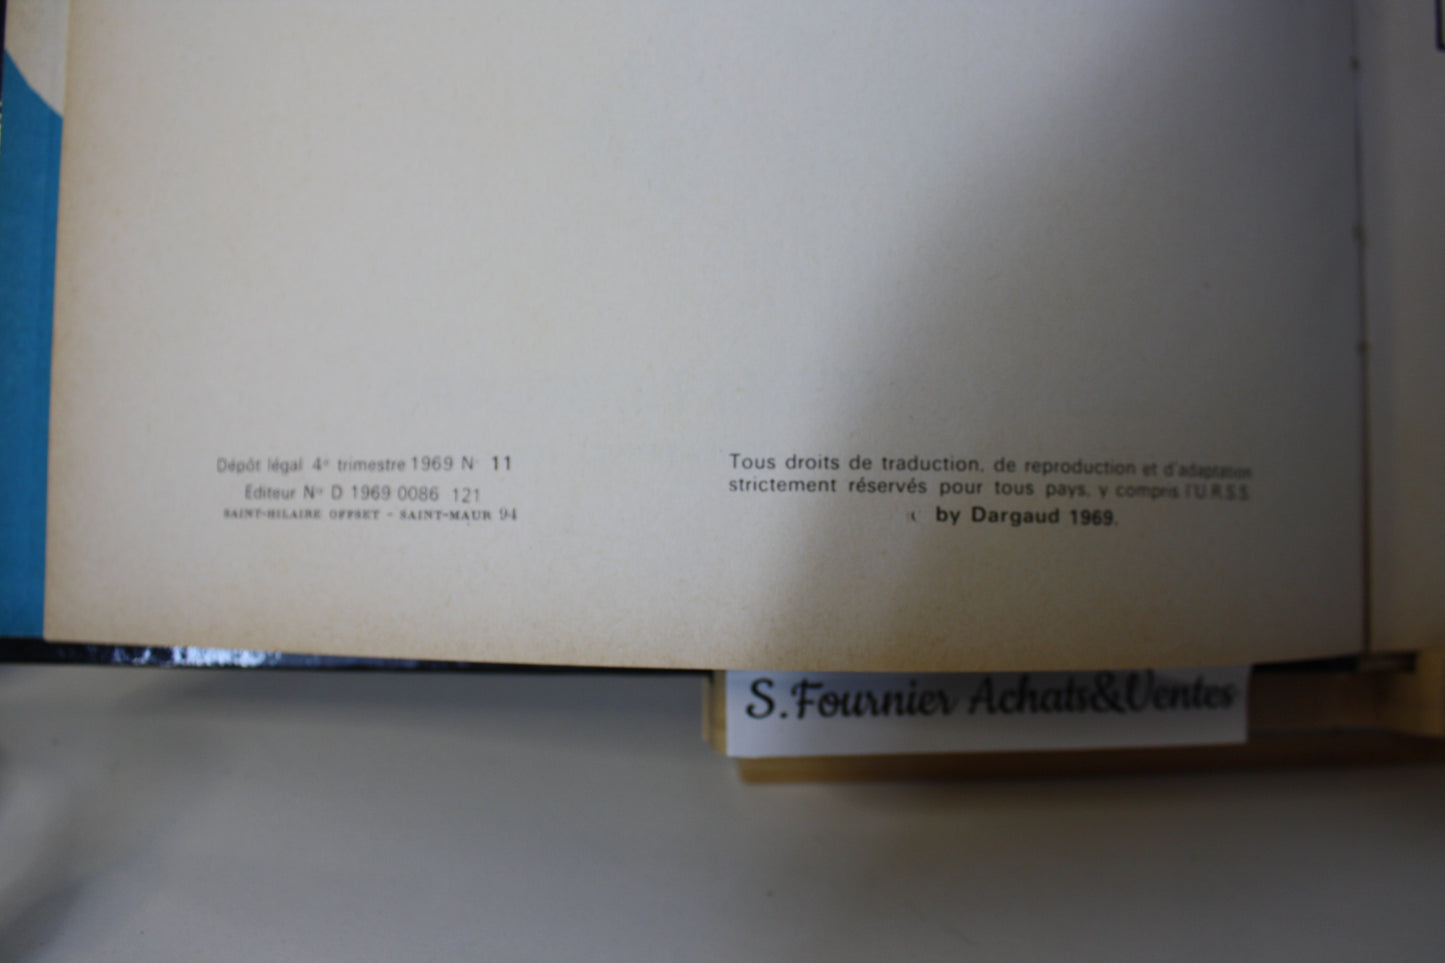 Dépôt légal 4e trimestre 1969 N° 11
Editeur N° D 1969 0086 121
SAINT-HILAIRE OFFSET - SAINT-MAUR 94
Tous droits de traduction, de reproduction et d'adaptation
strictement réservés pour tous pays, y compris l'U.R.S.S.
by Dargaud 1969.
S.Fournier Achats&Ventes